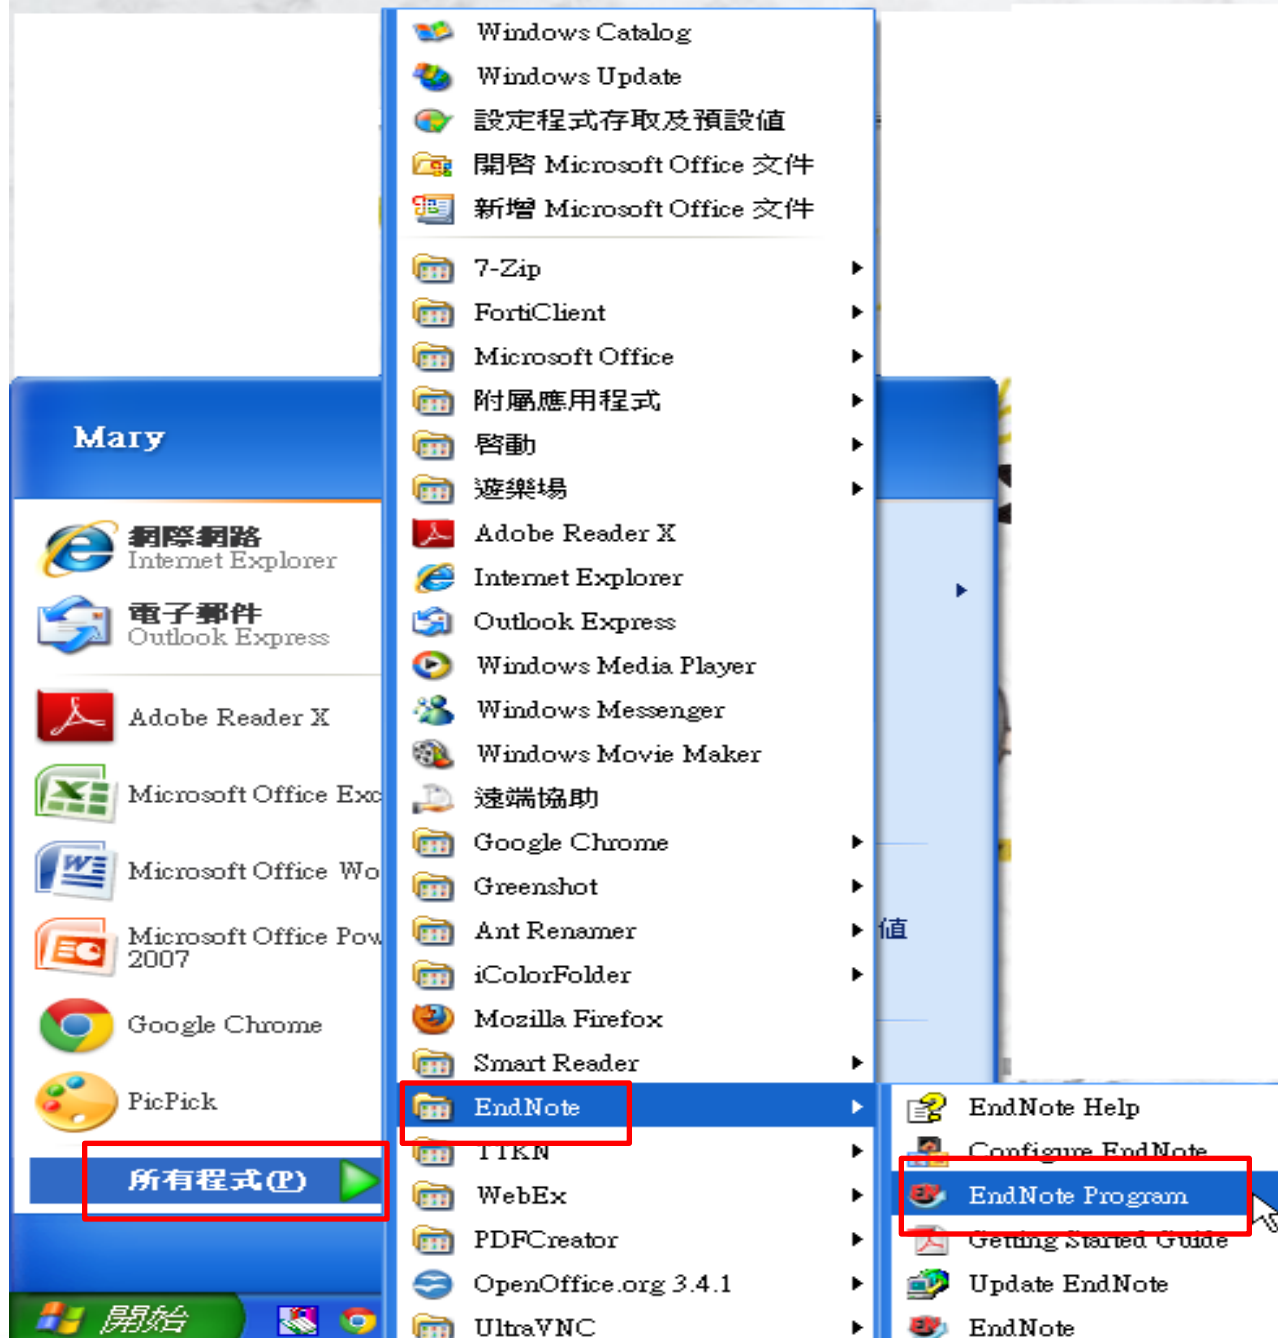 Windows Catalog
Windows Update
設定程式存取及預設值
開啓 Microsoft Office 文件
新增 Microsoft Office 文件
7-Zip
FortiClient
Microsoft Office
附屬應用程式
啓動
遊樂場
Adobe Reader X
Internet Explorer
Outlook Express
Windows Media Player
Windows Messenger
Windows Movie Maker
遠端協助
Google Chrome
Greenshot
Ant Renamer
iColorFolder
Mozilla Firefox
Smart Reader
EndNote
TTKN
WebEx
PDFCreator
OpenOffice.org 3.4.1
UltraVNC
Mary
網際網路
Internet Explorer
電子郵件
Outlook Express
Adobe Reader X
Microsoft Office Exc
Microsoft Office Wo
Microsoft Office Pow
2007
Google Chrome
PicPick
所有程式(P)
開始
值
EndNote Help
Configure EndNote
EndNote Program
Getting Started Guide
Update EndNote
EndNote